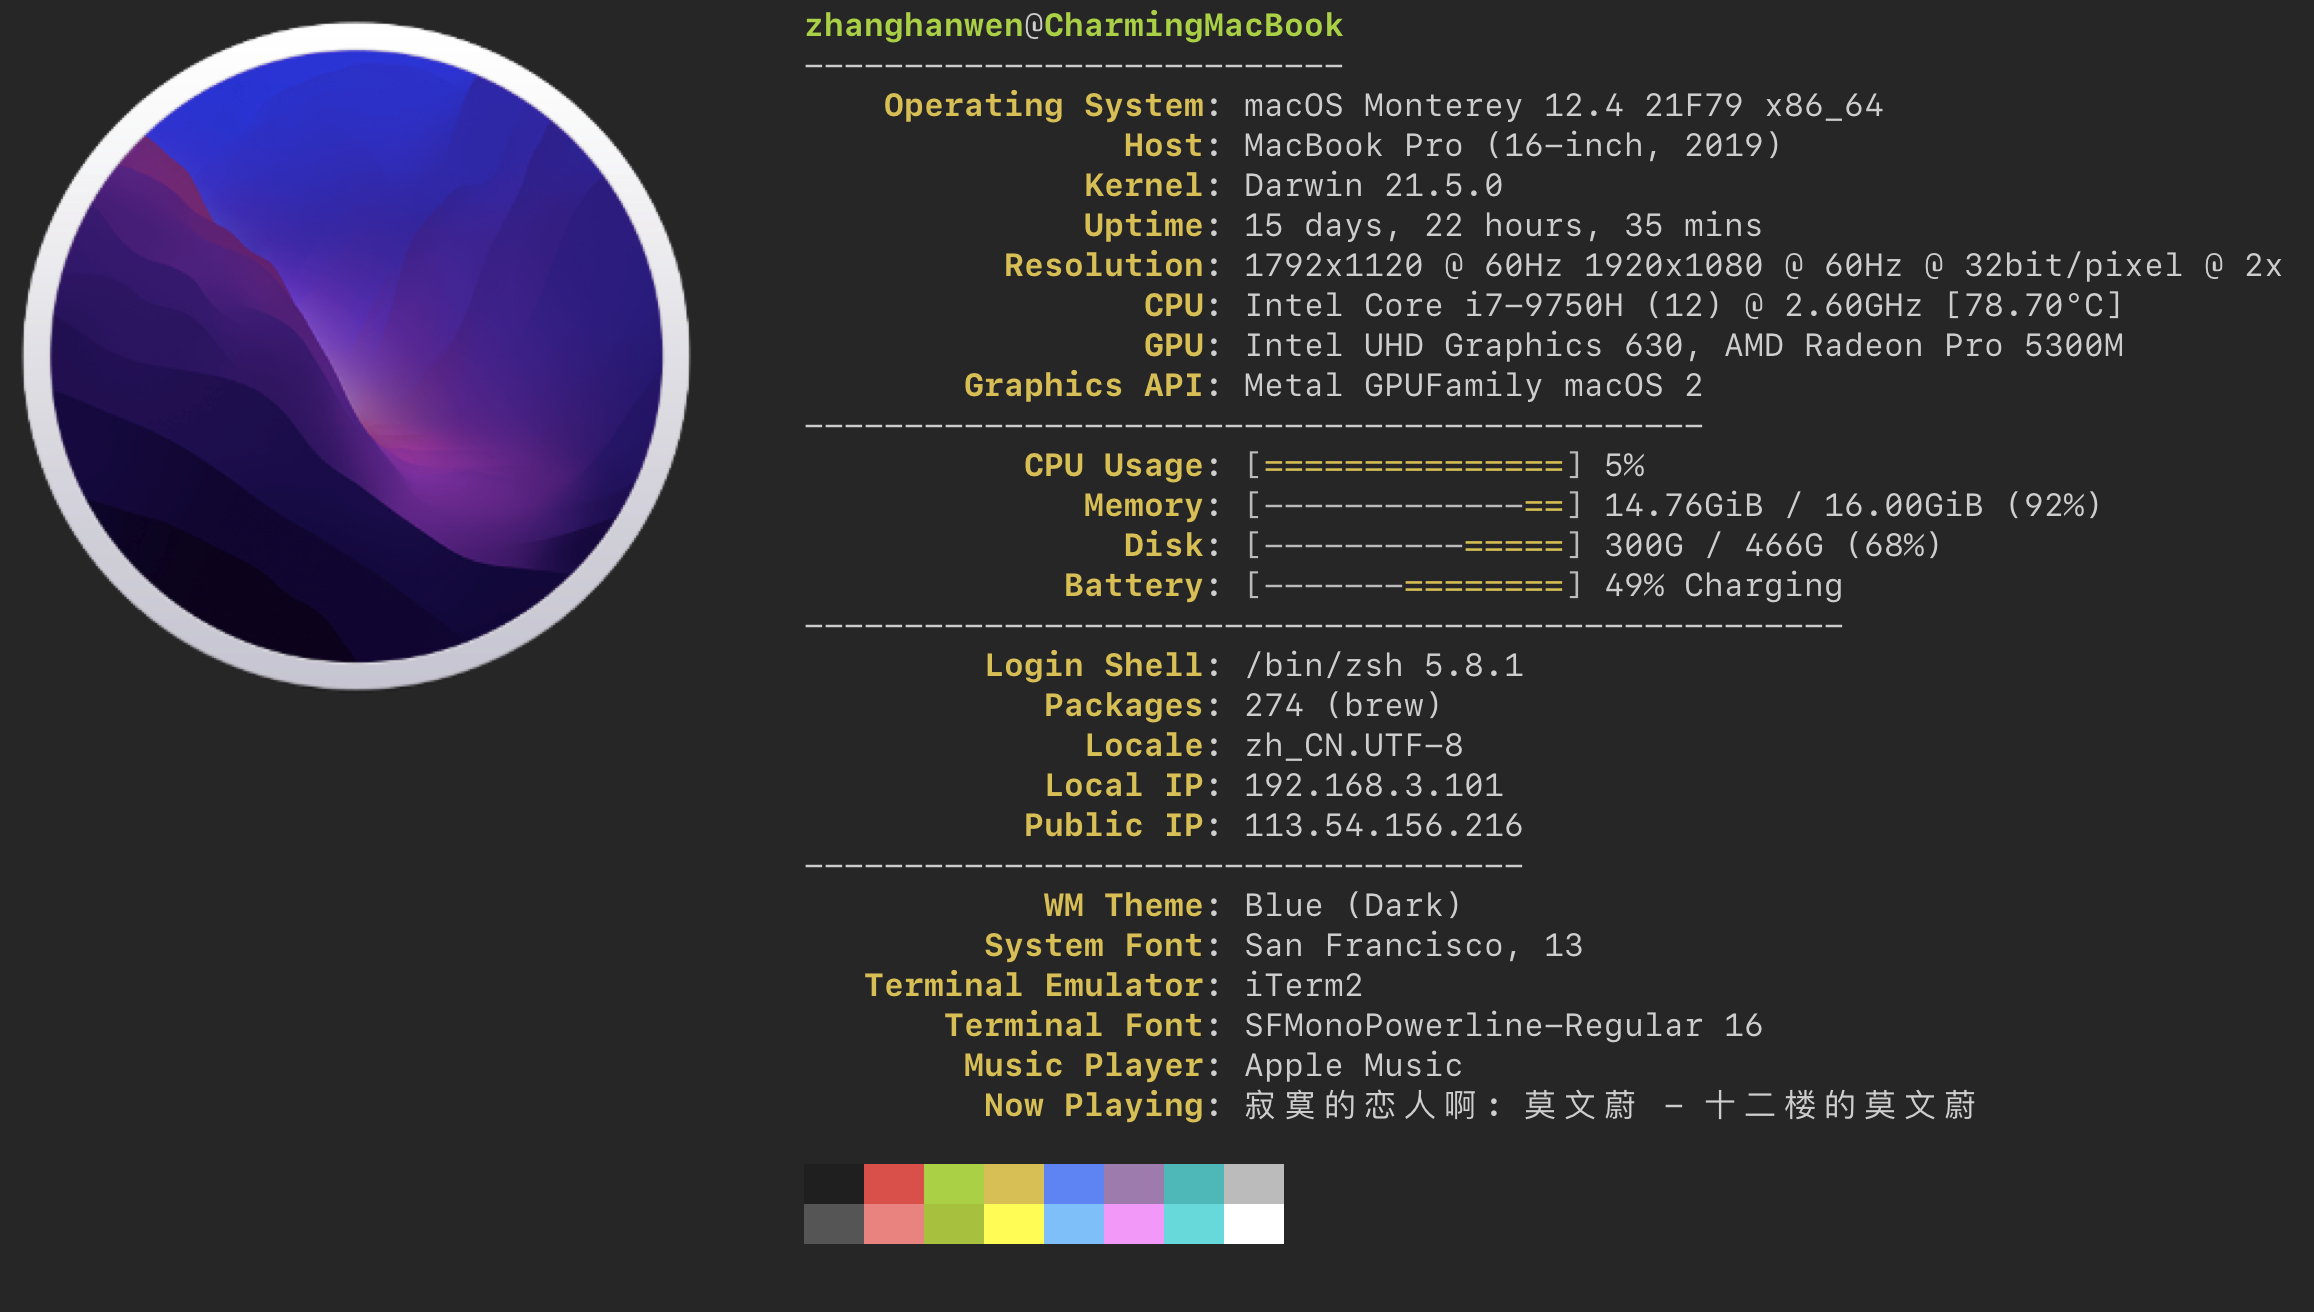 zhanghanwen@CharmingMacBook
---------------------------
Operating System: macOS Monterey 12.4 21F79 x86_64
Host: MacBook Pro (16-inch, 2019)
Kernel: Darwin 21.5.0
Uptime: 15 days, 22 hours, 35 mins
Resolution: 1792x1120 @ 60Hz 1920x1080 @ 60Hz @ 32bit/pixel @ 2x
CPU: Intel Core i7-9750H (12) @ 2.60GHz [78.70°C]
GPU: Intel UHD Graphics 630, AMD Radeon Pro 5300M
Graphics API: Metal GPUFamily macOS 2
---------------------------------------------
CPU Usage: [===============] 5%
Memory: [-------------==] 14.76GiB / 16.00GiB (92%)
Disk: [----------=====] 300G / 466G (68%)
Battery: [-------========] 49% Charging
----------------------------------------------------
Login Shell: /bin/zsh 5.8.1
Packages: 274 (brew)
Locale: zh_CN.UTF-8
Local IP: 192.168.3.101
Public IP: 113.54.156.216
------------------------------------
WM Theme: Blue (Dark)
System Font: San Francisco, 13
Terminal Emulator: iTerm2
Terminal Font: SFMonoPowerline-Regular 16
Music Player: Apple Music
Now Playing: 寂寞的恋人啊: 莫文蔚 - 十二楼的莫文蔚